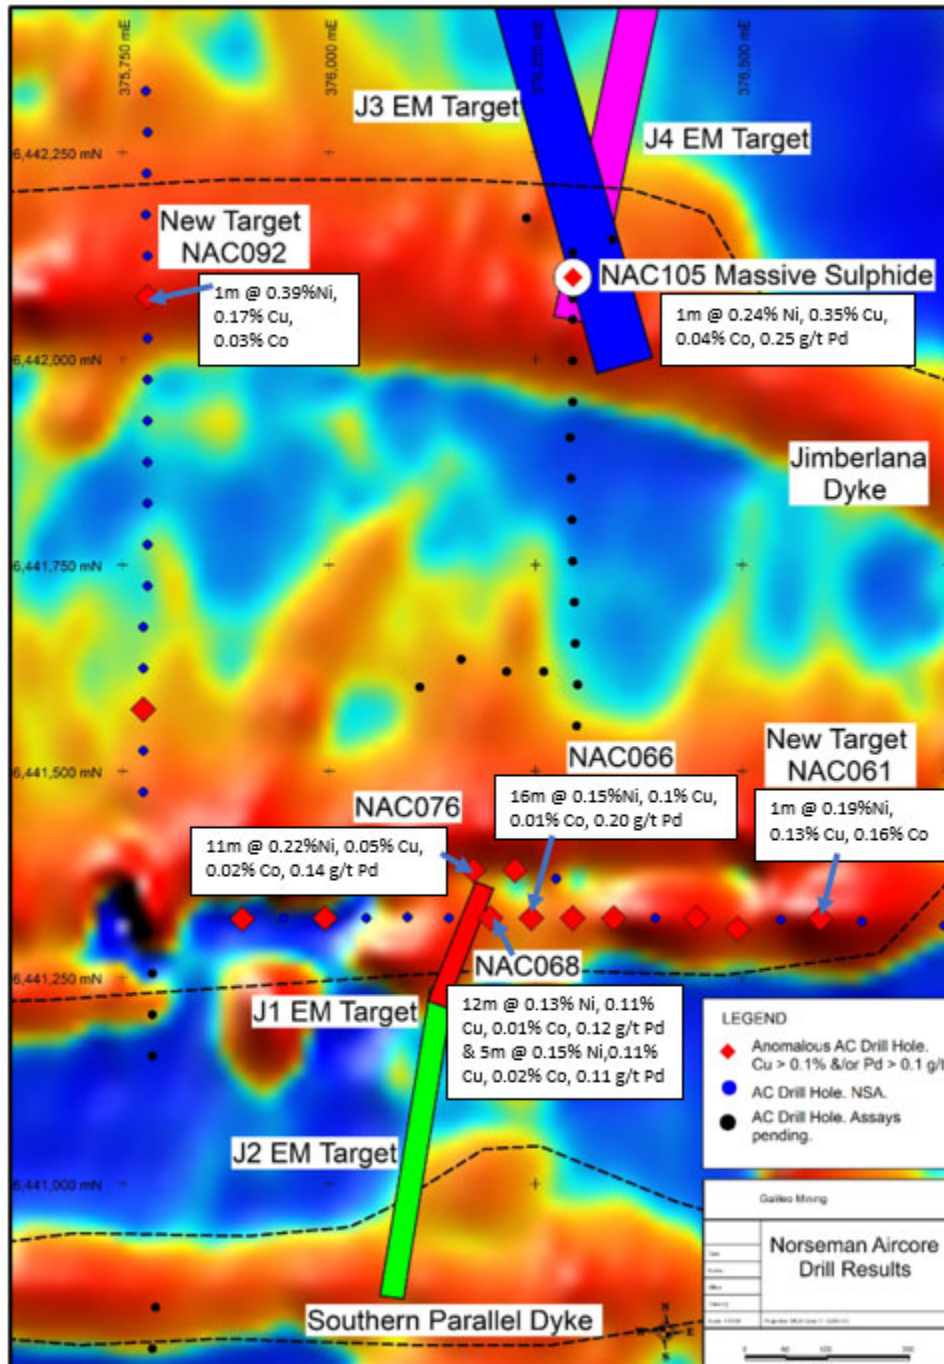 375,750 mE
376,000 mE
376,250 mE
376,500 mE
J3 EM Target
J4 EM Target
6,442,250 mN
New Target
NAC092
1m @ 0.39%Ni,
0.17% Cu,
0.03% Co
NAC105 Massive Sulphide
1m @ 0.24% Ni, 0.35% Cu,
0.04% Co, 0.25 g/t Pd
6,442,000 mN
Jimberlana
Dyke
6,441,750 mN
6,441,500 mN
NAC066
16m @ 0.15%Ni, 0.1% Cu,
0.01% Co, 0.20 g/t Pd
New Target
NAC061
1m @ 0.19%Ni,
0.13% Cu, 0.16% Co
NAC076
11m @ 0.22%Ni, 0.05% Cu,
0.02% Co, 0.14 g/t Pd
6,441,250 mN
NAC068
12m @ 0.13% Ni, 0.11%
Cu, 0.01% Co, 0.12 g/t Pd
& 5m @ 0.15% Ni,0.11%
Cu, 0.02% Co, 0.11 g/t Pd
J1 EM Target
J2 EM Target
6,441,000 mN
Southern Parallel Dyke
LEGEND
Anomalous AC Drill Hole.
Cu > 0.1% &/or Pd > 0.1 g/t
AC Drill Hole. NSA.
AC Drill Hole. Assays
pending.
Galileo Mining
Norseman Aircore
Drill Results
N
E
S